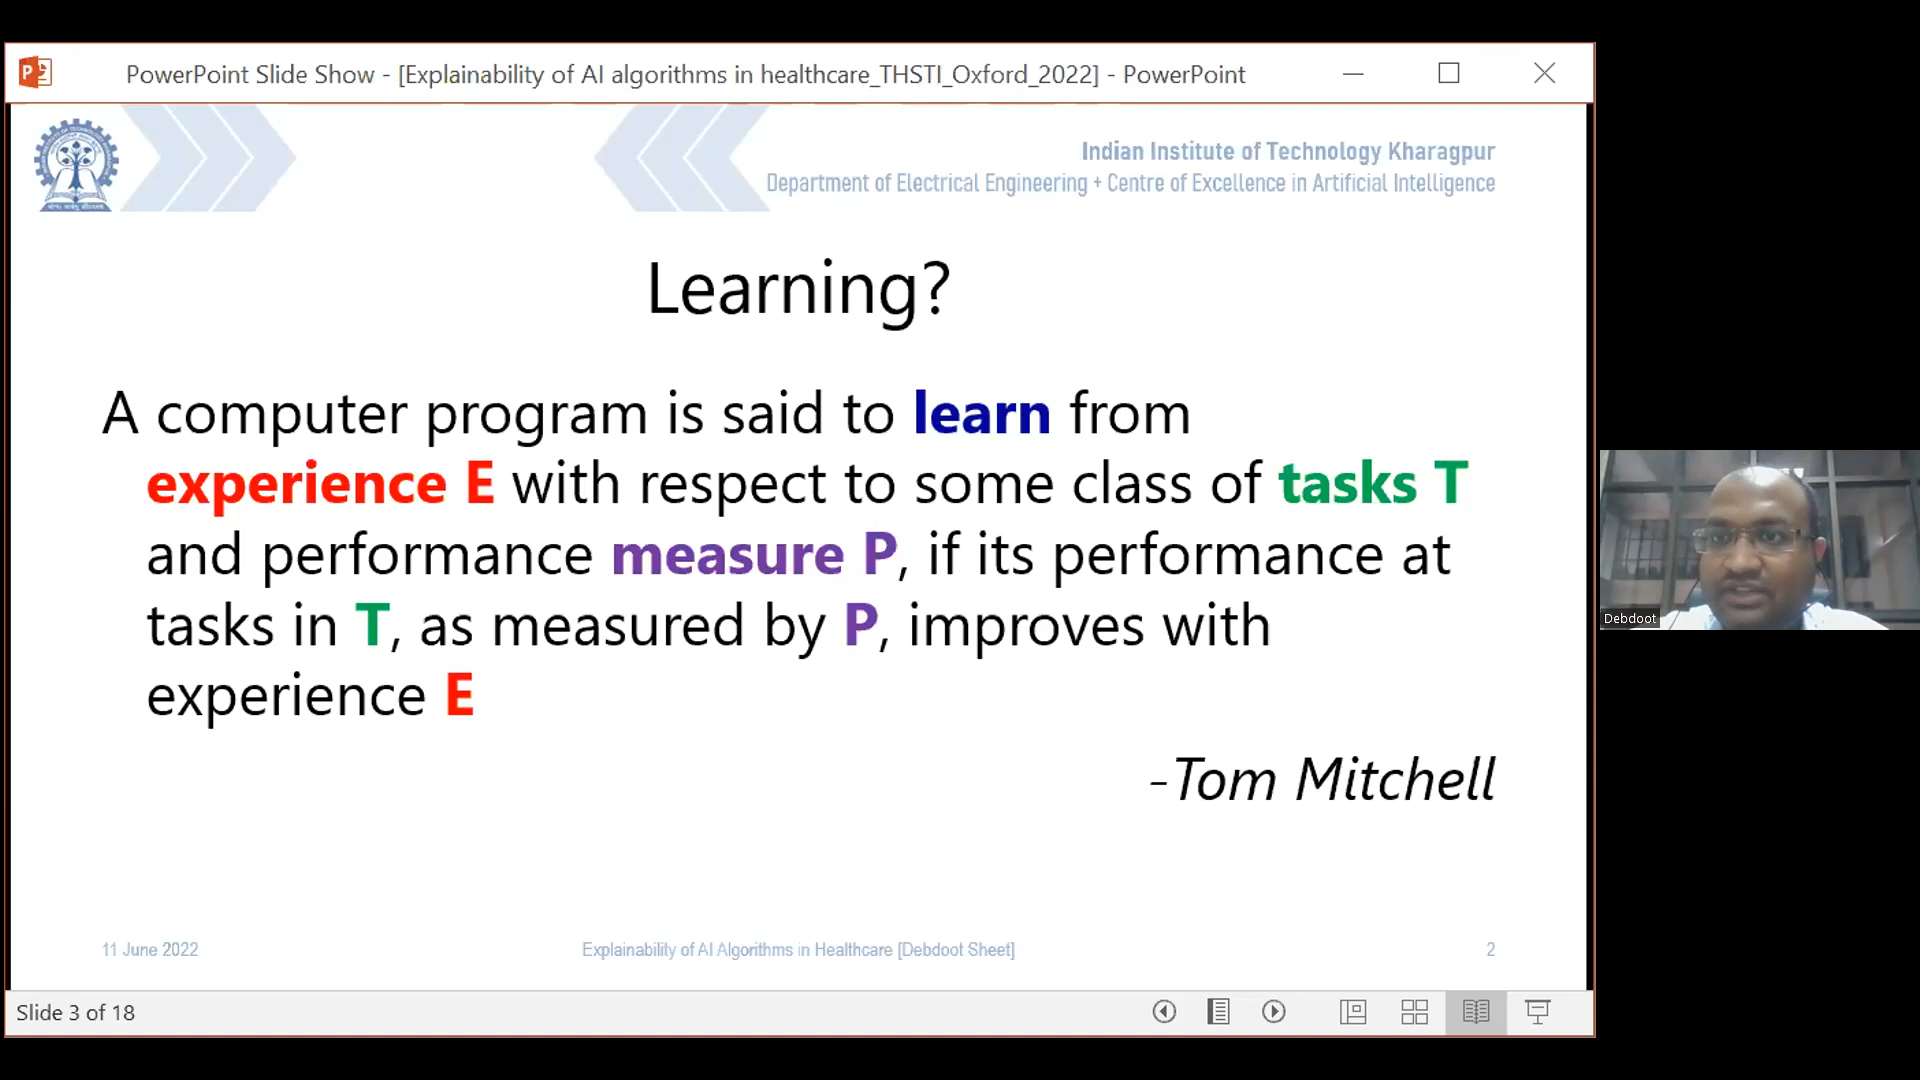 PowerPoint Slide Show - [Explainability of AI algorithms in healthcare_THSTI_Oxford_2022] - PowerPoint
Indian Institute of Technology Kharagpur
Department of Electrical Engineering + Centre of Excellence in Artificial Intelligence
Learning?
A computer program is said to learn from
experience E with respect to some class of tasks T
and performance measure P, if its performance at
tasks in T, as measured by P, improves with
experience E
-Tom Mitchell
Debdoot
11 June 2022
Explainability of AI Algorithms in Healthcare [Debdoot Sheet]
2
Slide 3 of 18